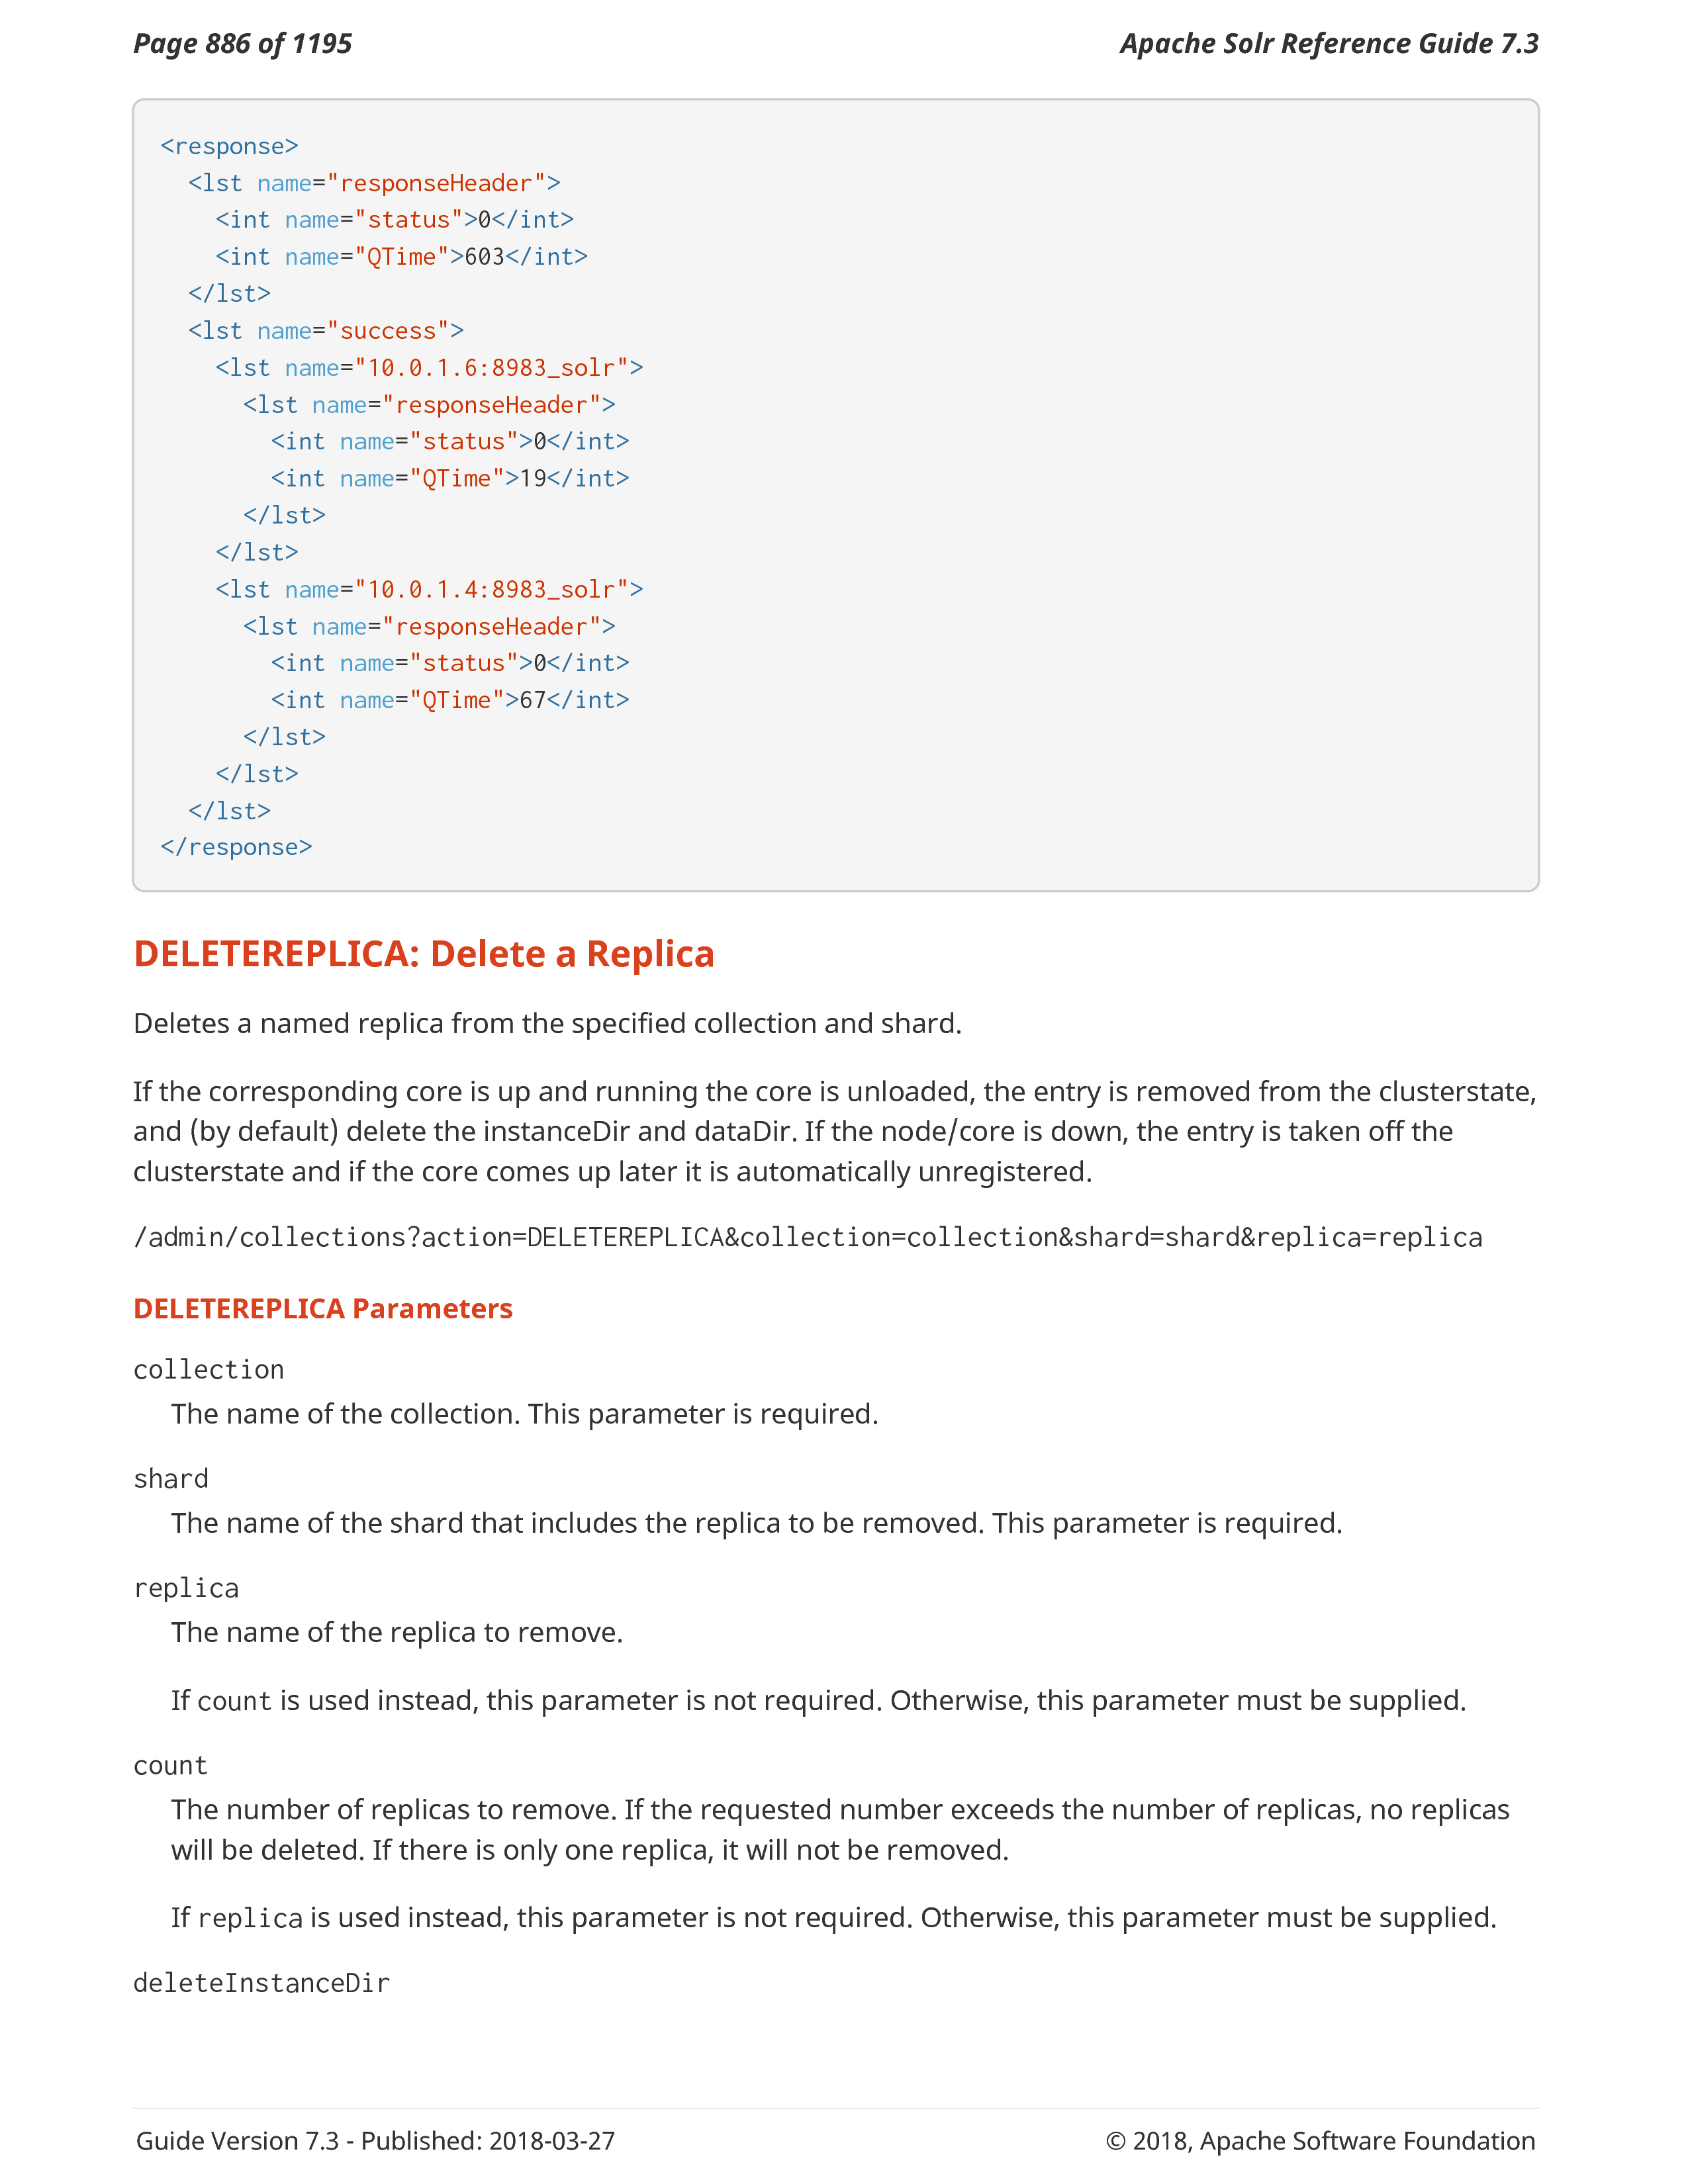 Page 886 of 1195
Apache Solr Reference Guide 7.3
<response>
  <lst name="responseHeader">
    <int name="status">0</int>
    <int name="QTime">603</int>
  </lst>
  <lst name="success">
    <lst name="10.0.1.6:8983_solr">
      <lst name="responseHeader">
        <int name="status">0</int>
        <int name="QTime">19</int>
      </lst>
    </lst>
    <lst name="10.0.1.4:8983_solr">
      <lst name="responseHeader">
        <int name="status">0</int>
        <int name="QTime">67</int>
      </lst>
    </lst>
  </lst>
</response>
DELETEREPLICA: Delete a Replica
Deletes a named replica from the specified collection and shard.
If the corresponding core is up and running the core is unloaded, the entry is removed from the clusterstate,
and (by default) delete the instanceDir and dataDir. If the node/core is down, the entry is taken off the
clusterstate and if the core comes up later it is automatically unregistered.
/admin/collections?action=DELETEREPLICA&collection=collection&shard=shard&replica=replica
DELETEREPLICA Parameters
collection
The name of the collection. This parameter is required.
shard
The name of the shard that includes the replica to be removed. This parameter is required.
replica
The name of the replica to remove.
If count is used instead, this parameter is not required. Otherwise, this parameter must be supplied.
count
The number of replicas to remove. If the requested number exceeds the number of replicas, no replicas
will be deleted. If there is only one replica, it will not be removed.
If replica is used instead, this parameter is not required. Otherwise, this parameter must be supplied.
deleteInstanceDir
Guide Version 7.3 - Published: 2018-03-27
© 2018, Apache Software Foundation